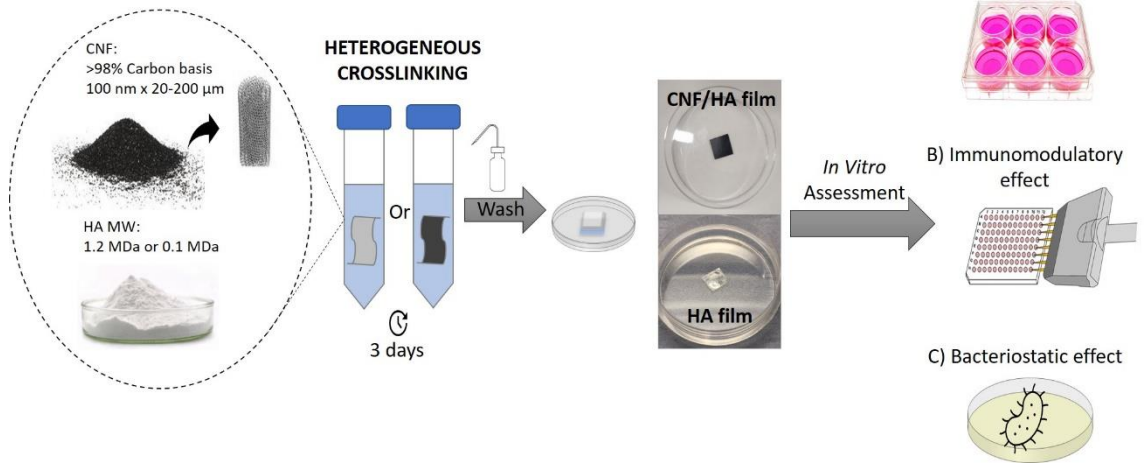 CNF:
>98% Carbon basis
100 nm x 20-200 µm
HA MW:
1.2 MDa or 0.1 MDa
HETEROGENEOUS
CROSSLINKING
Or
3 days
Wash
CNF/HA film
HA film
In Vitro
Assessment
B) Immunomodulatory
effect
C) Bacteriostatic effect